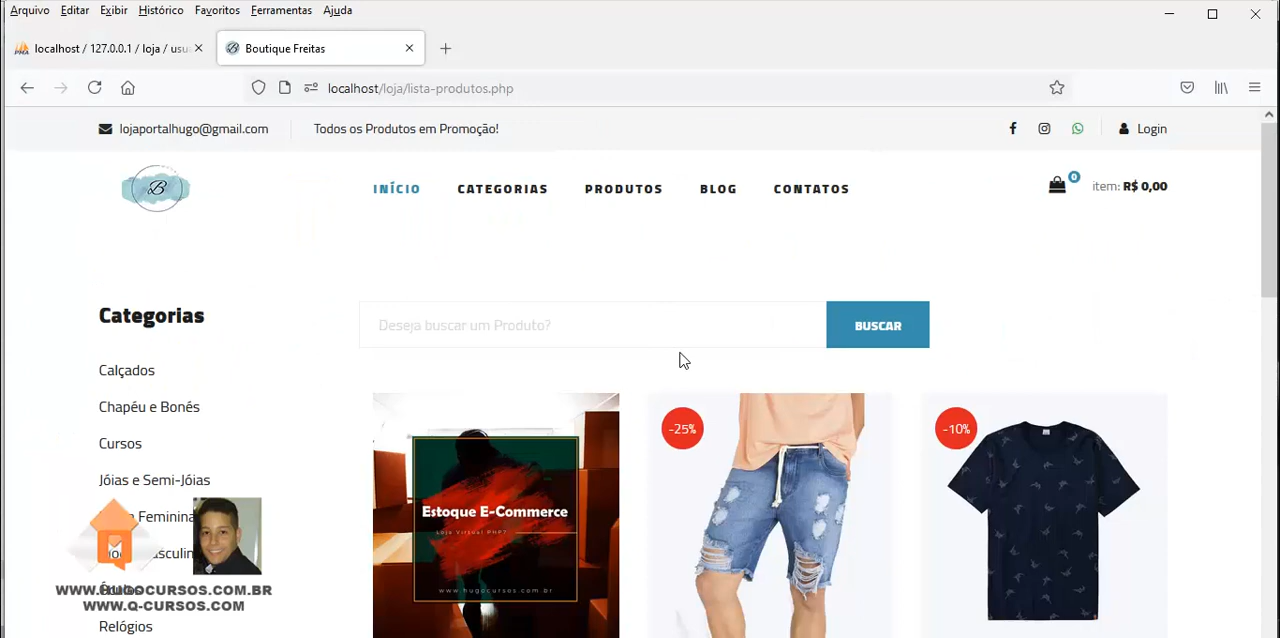 Arquivo Editar Exibir Histórico Favoritos Ferramentas Ajuda
localhost / 127.0.0.1 / loja / usu
Boutique Freitas
localhost/loja/lista-produtos.php
lojaportalhugo@gmail.com
Todos os Produtos em Promoção!
Login
B
INÍCIO CATEGORIAS PRODUTOS BLOG CONTATOS
0
item: R$ 0,00
Categorias
Deseja buscar um Produto?
BUSCAR
Calçados
Chapéu e Bonés
Cursos
Jóias e Semi-Jóias
Feminina
Relógios
-25%
-10%
Estoque E-Commerce
Loja Virtual PHP7
www.hugocursos.com.br
WWW.HUGOCURSOS.COM.BR
WWW.Q-CURSOS.COM